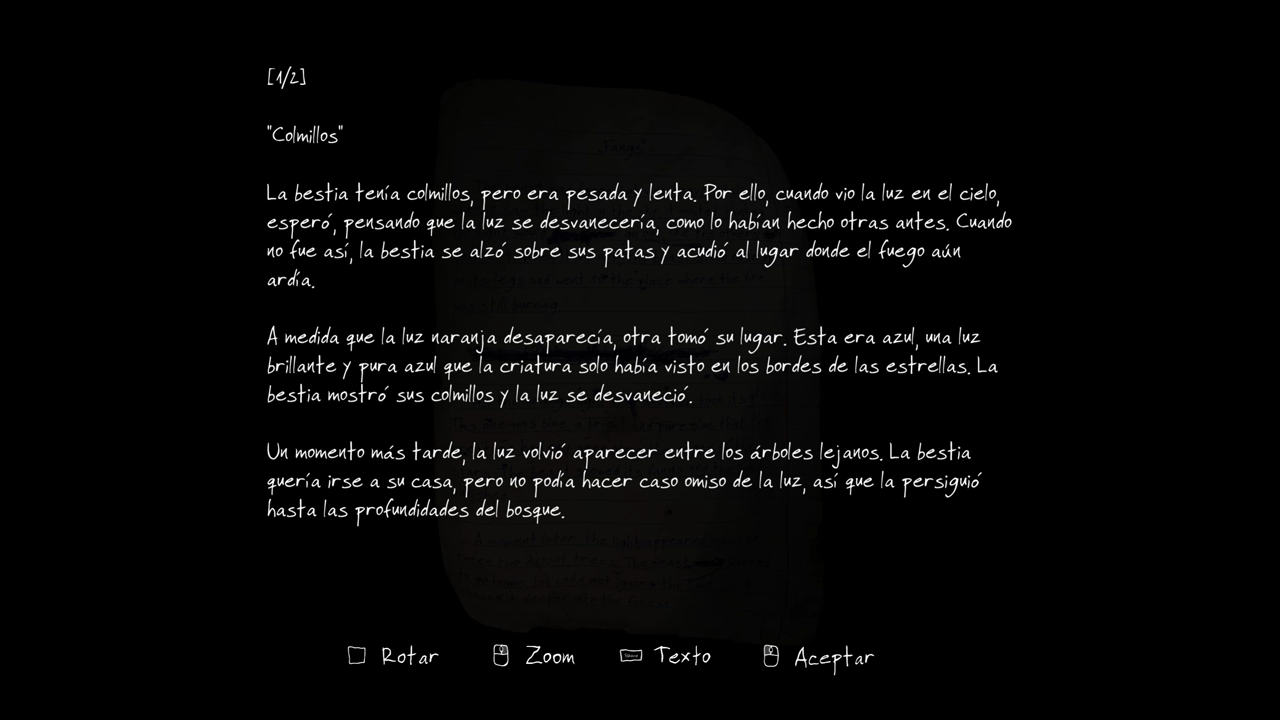 [1/2]
"Colmillos"
La bestia tenía colmillos, pero era pesada y lenta. Por ello, cuando vio la luz en el cielo,
esperó, pensando que la luz se desvanecería, como lo habían hecho otras antes. Cuando
no fue así, la bestia se alzó sobre sus patas y acudió al lugar donde el fuego aún
ardía.
A medida que la luz naranja desaparecía, otra tomó su lugar. Esta era azul, una luz
brillante y pura azul que la criatura solo había visto en los bordes de las estrellas. La
bestia mostró sus colmillos y la luz se desvaneció.
Un momento más tarde, la luz volvió aparecer entre los árboles lejanos. La bestia
quería irse a su casa, pero no podía hacer caso omiso de la luz, así que la persiguió
hasta las profundidades del bosque.
Rotar Zoom Texto Aceptar